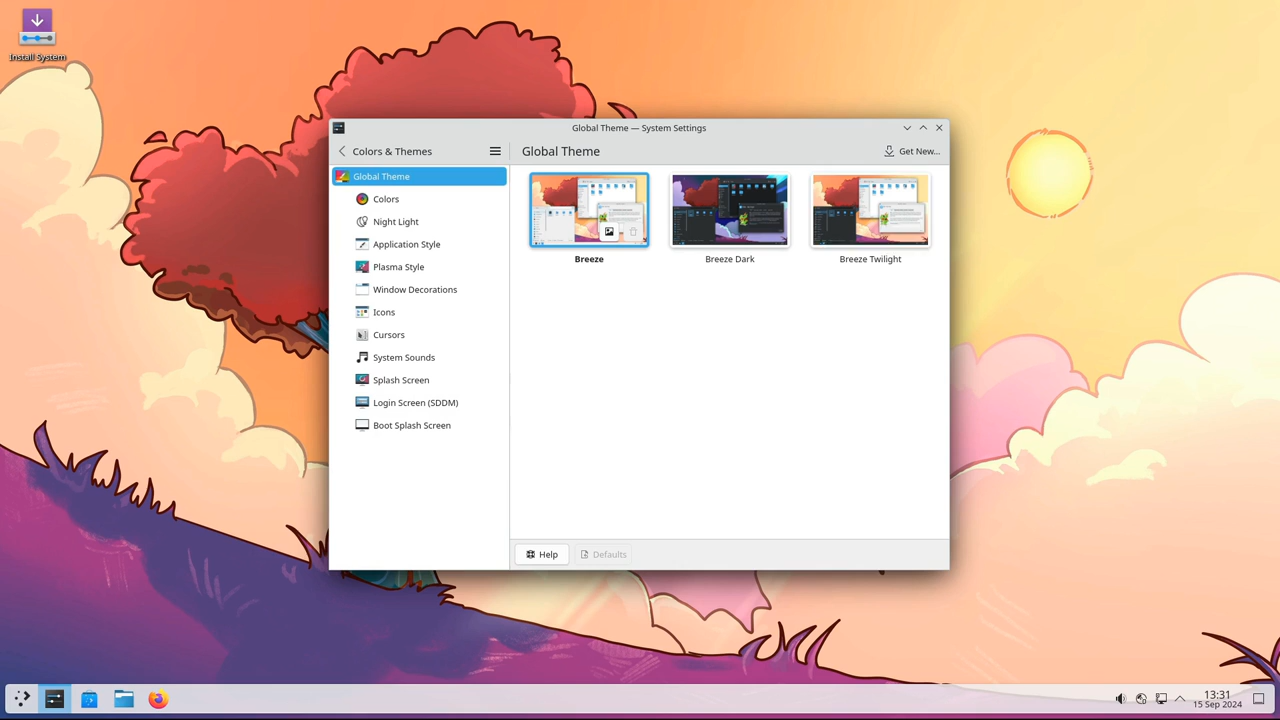 Install System
Global Theme — System Settings
Colors & Themes
Global Theme
Get New...
Global Theme
Colors
Night Light
Application Style
Plasma Style
Window Decorations
Icons
Cursors
System Sounds
Splash Screen
Login Screen (SDDM)
Boot Splash Screen
Breeze
Breeze Dark
Breeze Twilight
Help
Defaults
13:31
15 Sep 2024